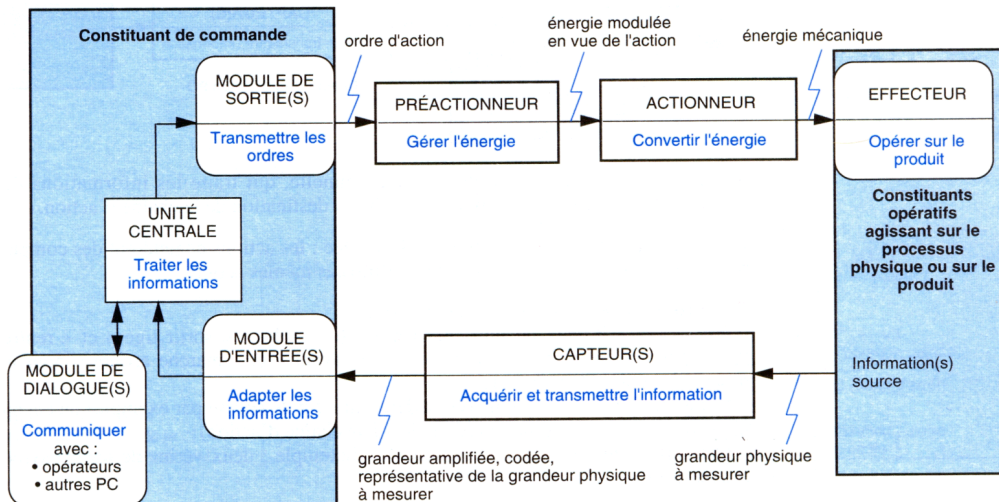 Constituant de commande
MODULE DE
SORTIE(S)
Transmettre les
ordres
ordre d'action
PRÉACTIONNEUR
Gérer l'énergie
énergie modulée
en vue de l'action
ACTIONNEUR
Convertir l'énergie
énergie mécanique
EFFECTEUR
Opérer sur le
produit
Constituants
opératifs
agissant sur le
processus
physique ou sur le
produit
UNITÉ
CENTRALE
Traiter les
informations
MODULE DE
DIALOGUE(S)
Communiquer
avec :
• opérateurs
• autres PC
MODULE
D'ENTRÉE(S)
Adapter les
informations
CAPTEUR(S)
Acquérir et transmettre l'information
Information(s)
source
grandeur amplifiée, codée,
représentative de la grandeur physique
à mesurer
grandeur physique
à mesurer